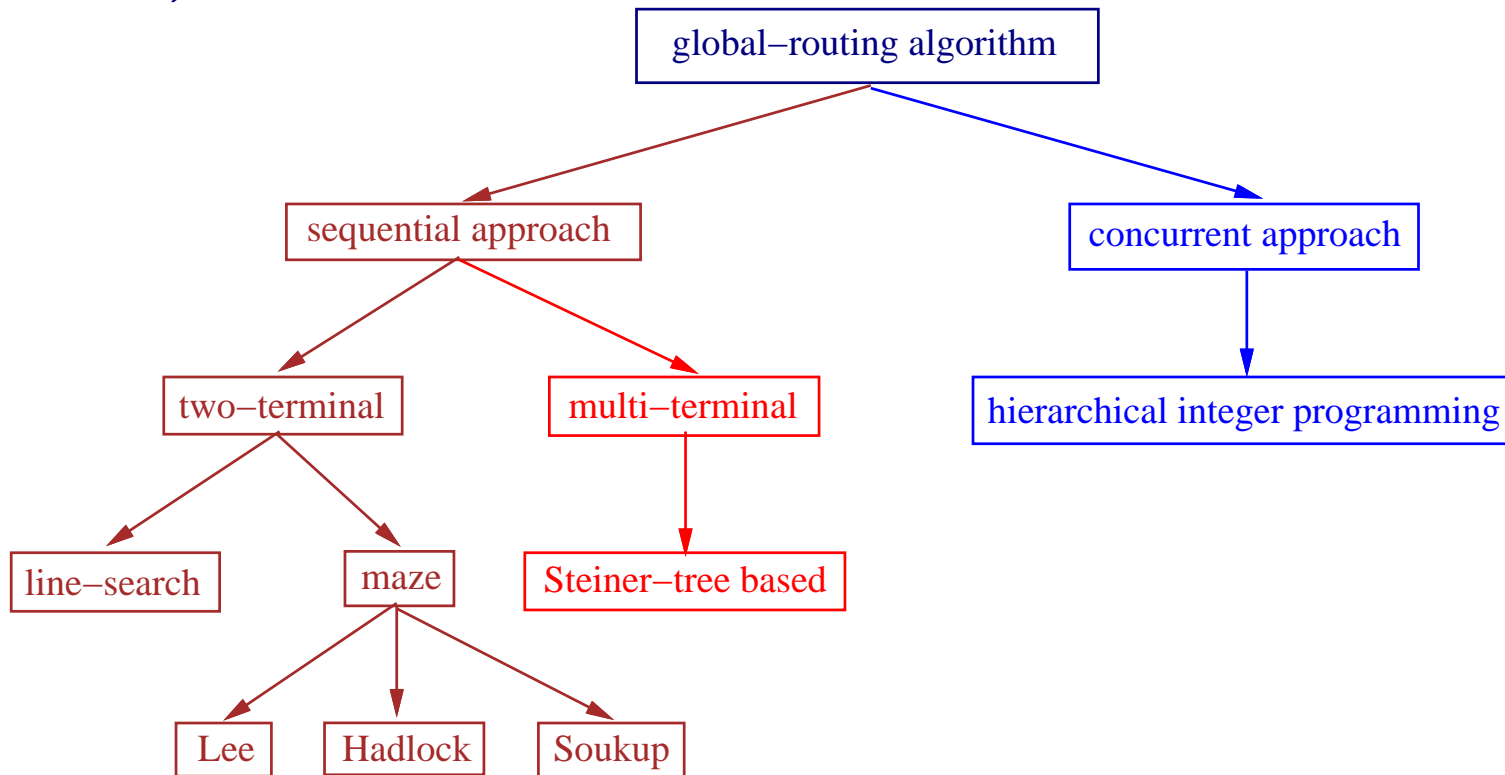 global−routing algorithm
sequential approach
concurrent approach
two−terminal
multi−terminal
hierarchical integer programming
line−search
maze
Steiner−tree based
Lee
Hadlock
Soukup